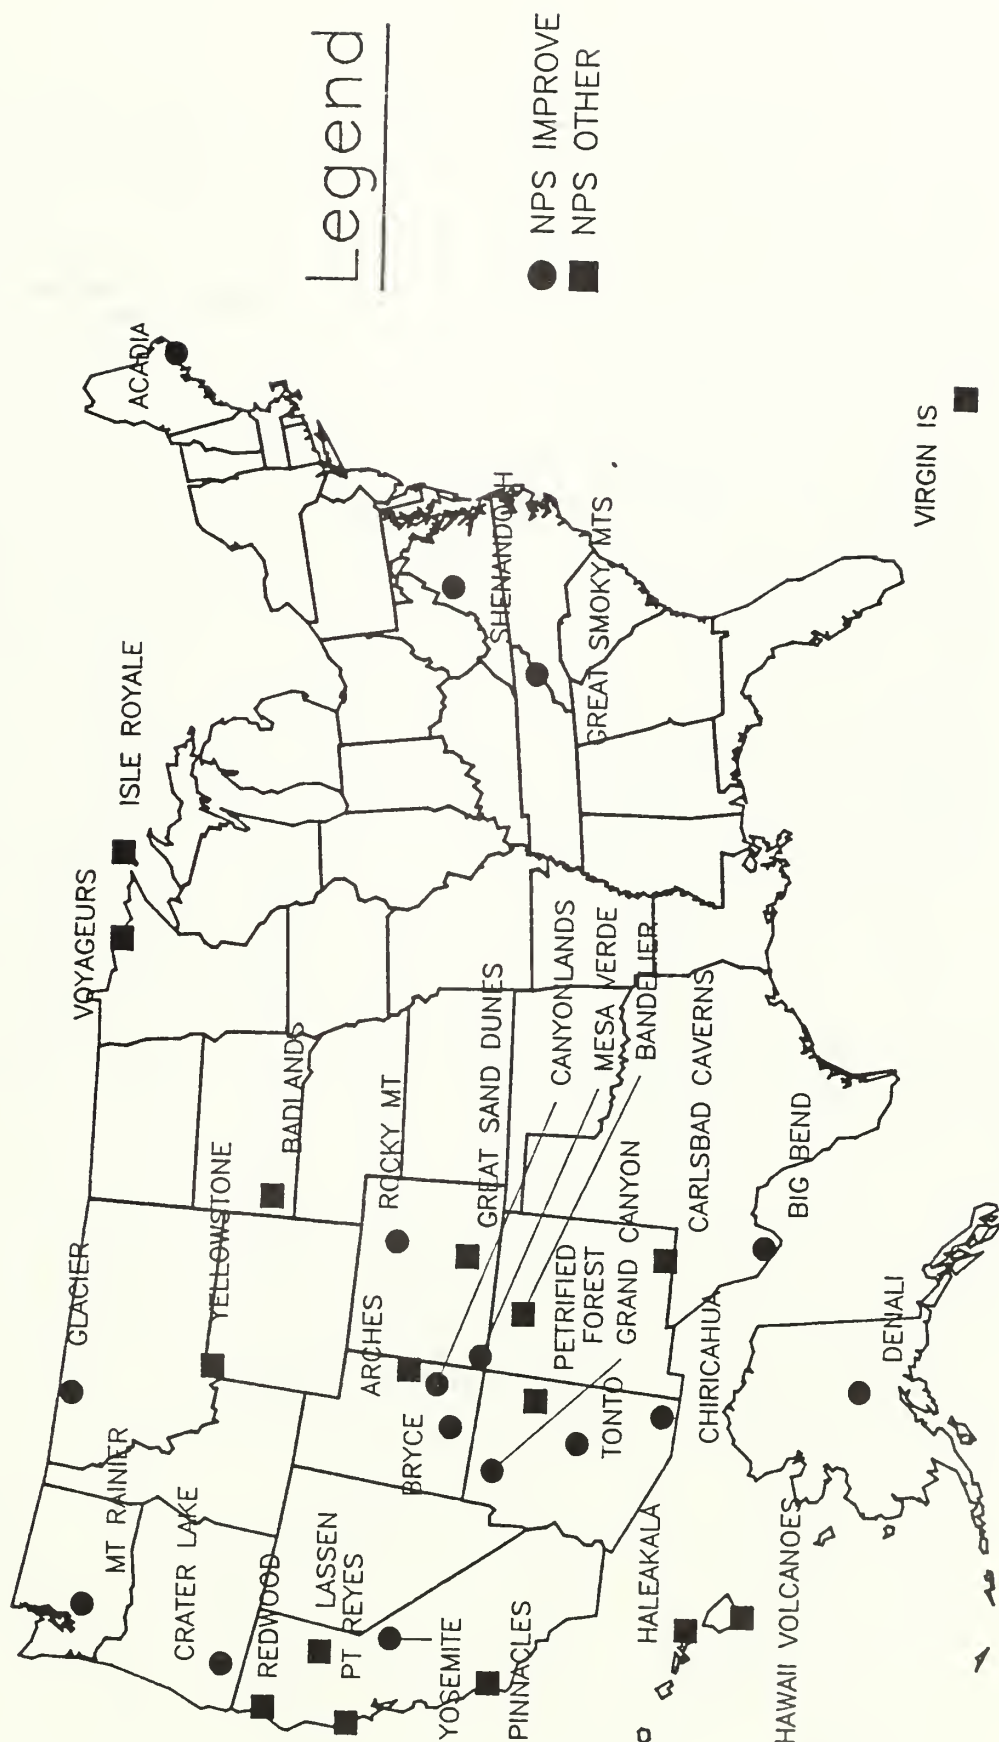 Legend
NPS IMPROVE
NPS OTHER
ACADIA
ISLE ROYALE
VOYAGEURS
SHENANDOAH
GREAT SMOKY MTS
VIRGIN IS
GLACIER
YELLOWSTONE
BADLANDS
ROCKY MT
GREAT SAND DUNES
CANYONLANDS
MESA VERDE
BANDELIER
CARLSBAD CAVERNS
BIG BEND
MT RAINIER
CRATER LAKE
REDWOOD
LASSEN
PT REYES
YOSEMITE
PINNACLES
ARCHES
BRYCE
PETRIFIED
FOREST
GRAND CANYON
TONTO
CHIRICAHUA
DENALI
HALEAKALA
HAWAII VOLCANOES